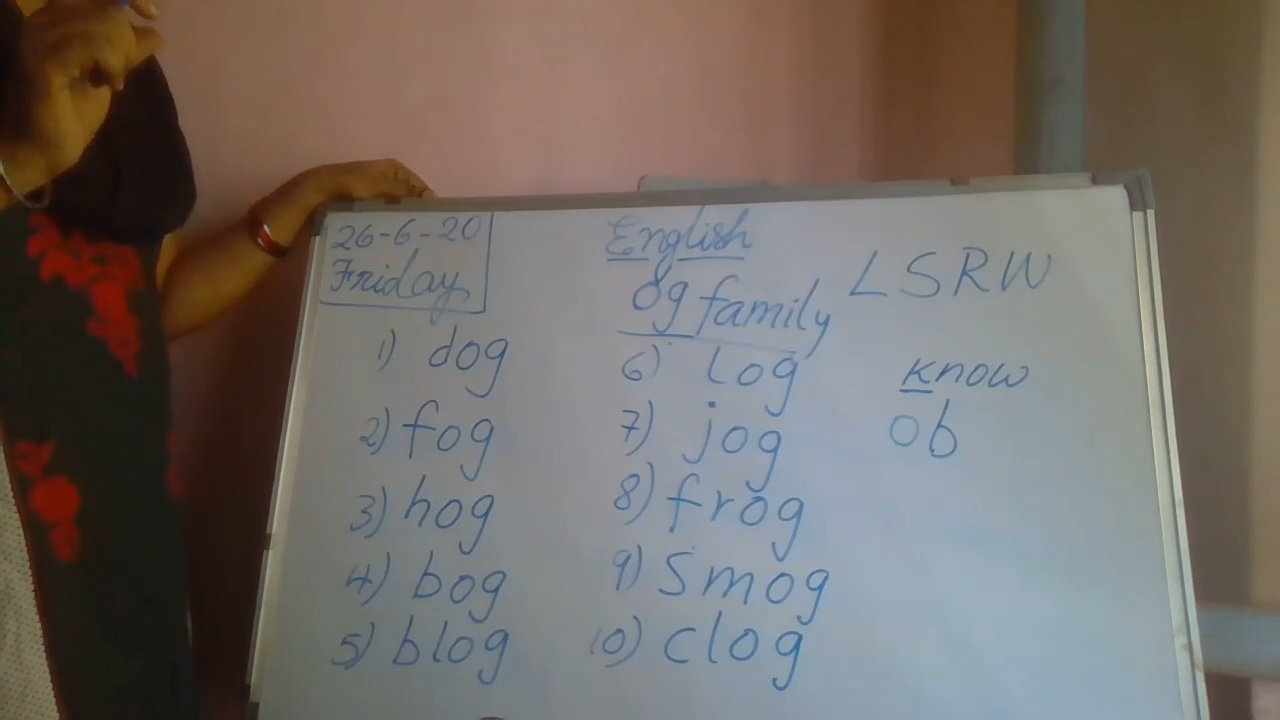 26-6-20
Friday
English
og family
LSRW
1) dog
2) fog
3) hog
4) bog
5) blog
6) log
7) jog
8) frog
9) Smog
10) clog
know
ob